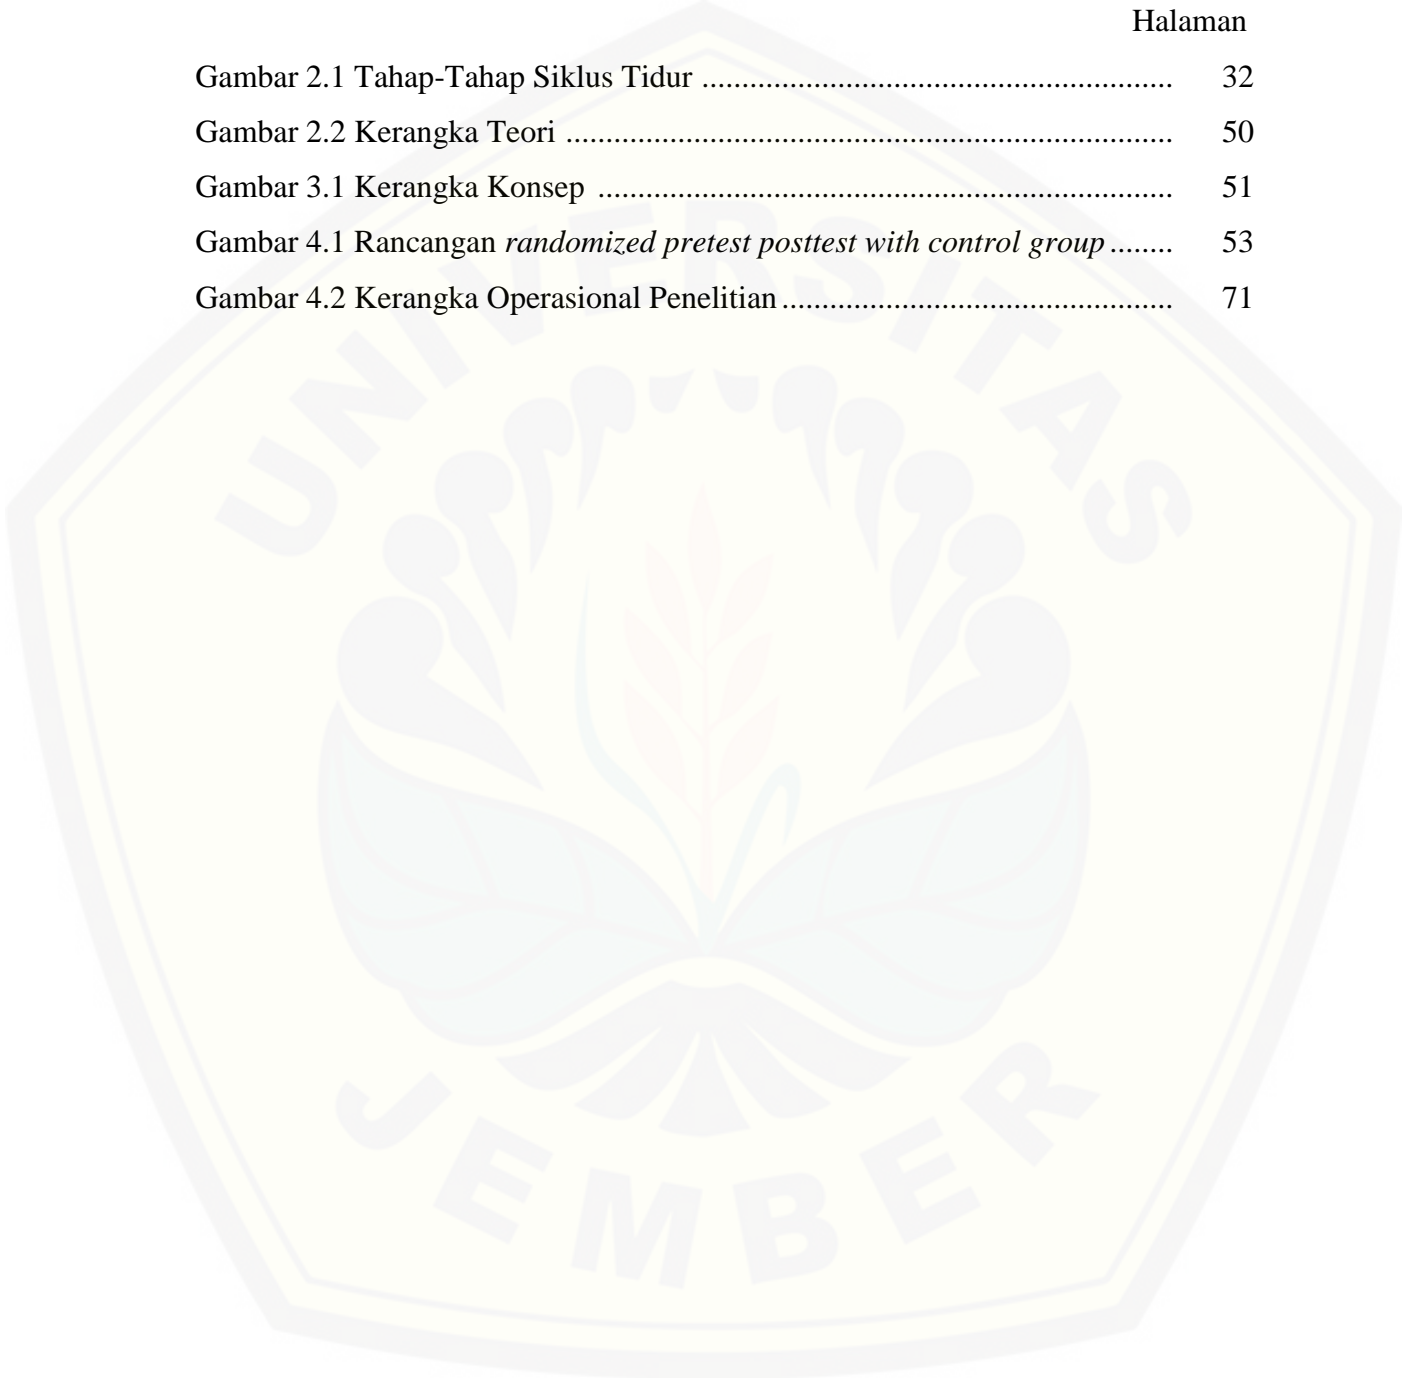 Halaman
Gambar 2.1 Tahap-Tahap Siklus Tidur ............................................................ 32
Gambar 2.2 Kerangka Teori ............................................................................. 50
Gambar 3.1 Kerangka Konsep ......................................................................... 51
Gambar 4.1 Rancangan randomized pretest posttest with control group ........ 53
Gambar 4.2 Kerangka Operasional Penelitian .................................................. 71
UNIVERSITAS
JEMBER